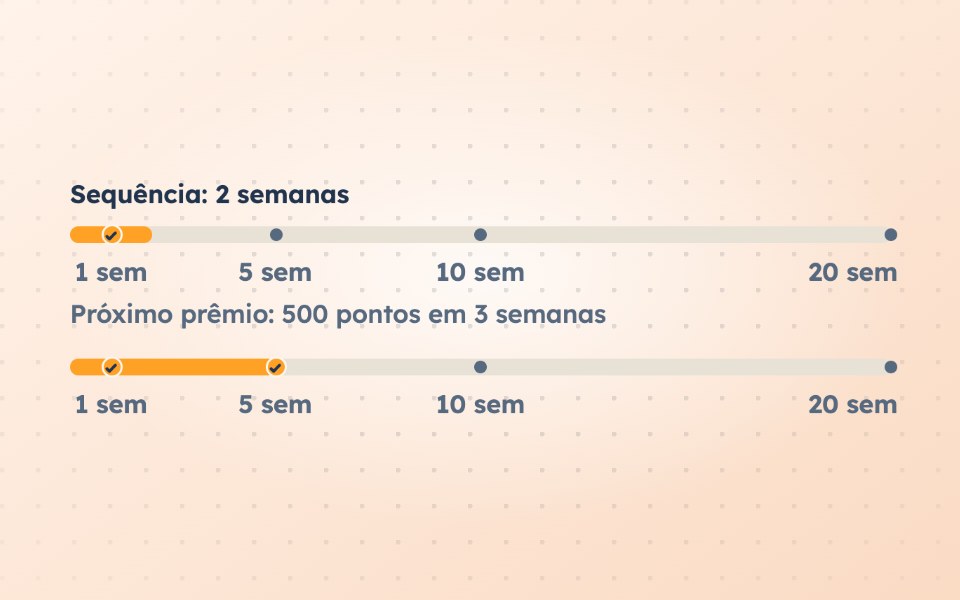 Sequência: 2 semanas
1 sem 5 sem 10 sem 20 sem
Próximo prêmio: 500 pontos em 3 semanas
1 sem 5 sem 10 sem 20 sem